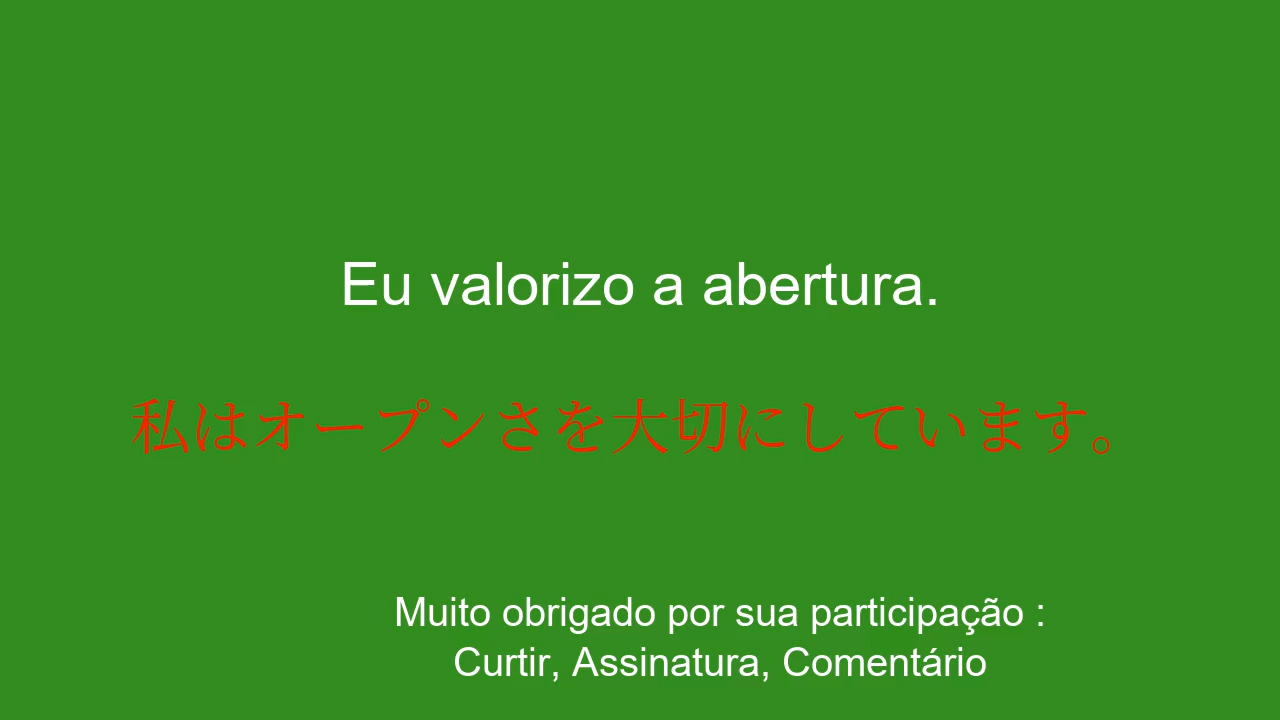 Eu valorizo a abertura.
私はオープンさを大切にしています。
Muito obrigado por sua participação :
Curtir, Assinatura, Comentário